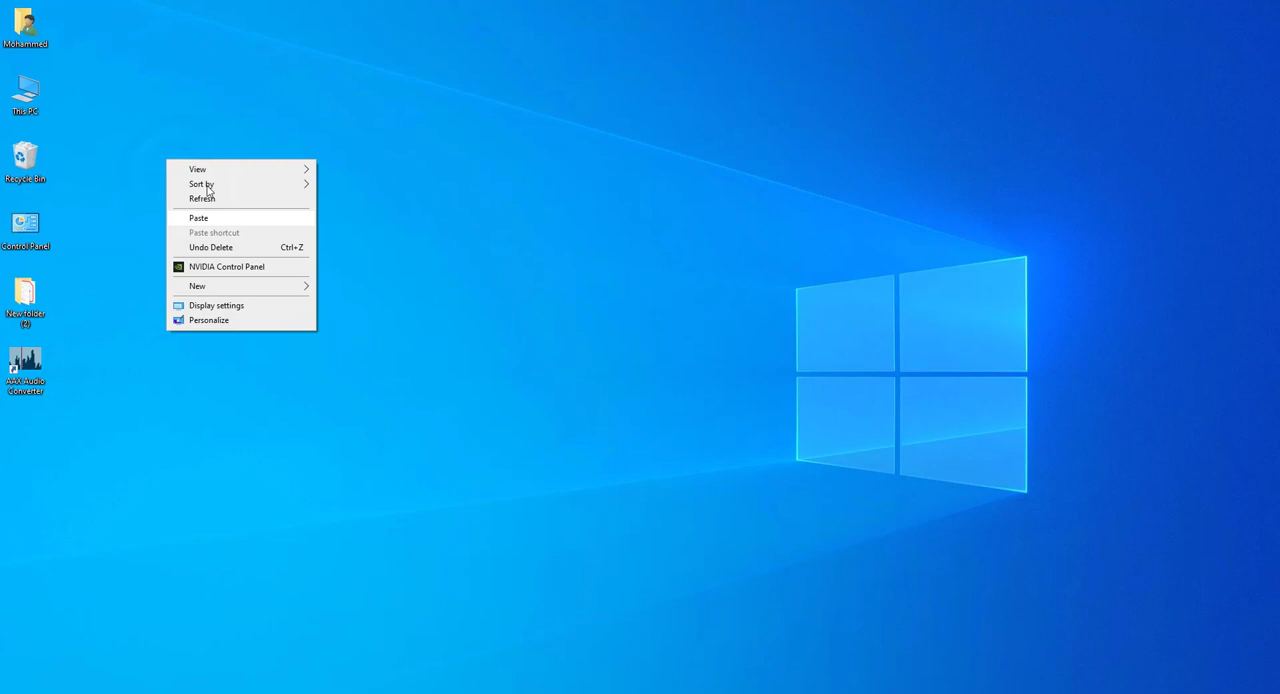 Mohammed
This PC
Recycle Bin
Control Panel
New folder
(2)
AAX Audio
Converter
View
Sort by
Refresh
Paste
Paste shortcut
Undo Delete Ctrl+Z
NVIDIA Control Panel
New
Display settings
Personalize